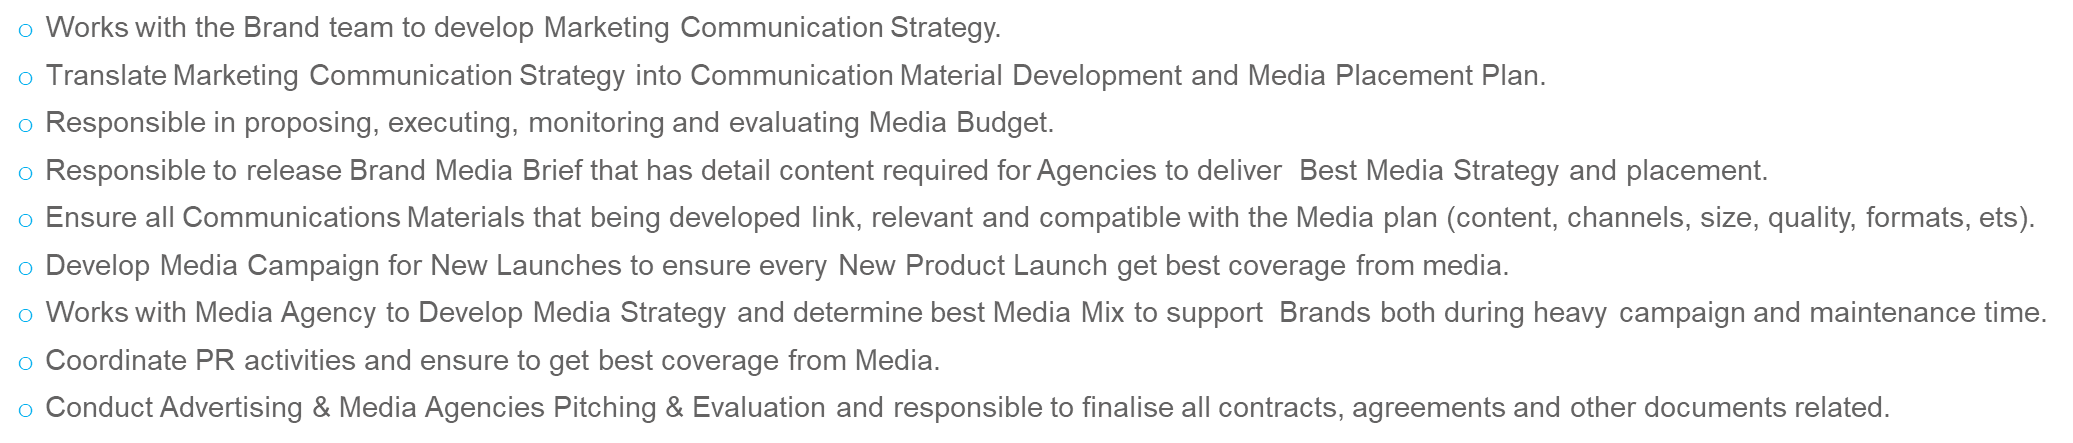 o Works with the Brand team to develop Marketing Communication Strategy.
o Translate Marketing Communication Strategy into Communication Material Development and Media Placement Plan.
o Responsible in proposing, executing, monitoring and evaluating Media Budget.
o Responsible to release Brand Media Brief that has detail content required for Agencies to deliver  Best Media Strategy and placement.
o Ensure all Communications Materials that being developed link, relevant and compatible with the Media plan (content, channels, size, quality, formats, ets).
o Develop Media Campaign for New Launches to ensure every New Product Launch get best coverage from media.
o Works with Media Agency to Develop Media Strategy and determine best Media Mix to support  Brands both during heavy campaign and maintenance time.
o Coordinate PR activities and ensure to get best coverage from Media.
o Conduct Advertising & Media Agencies Pitching & Evaluation and responsible to finalise all contracts, agreements and other documents related.